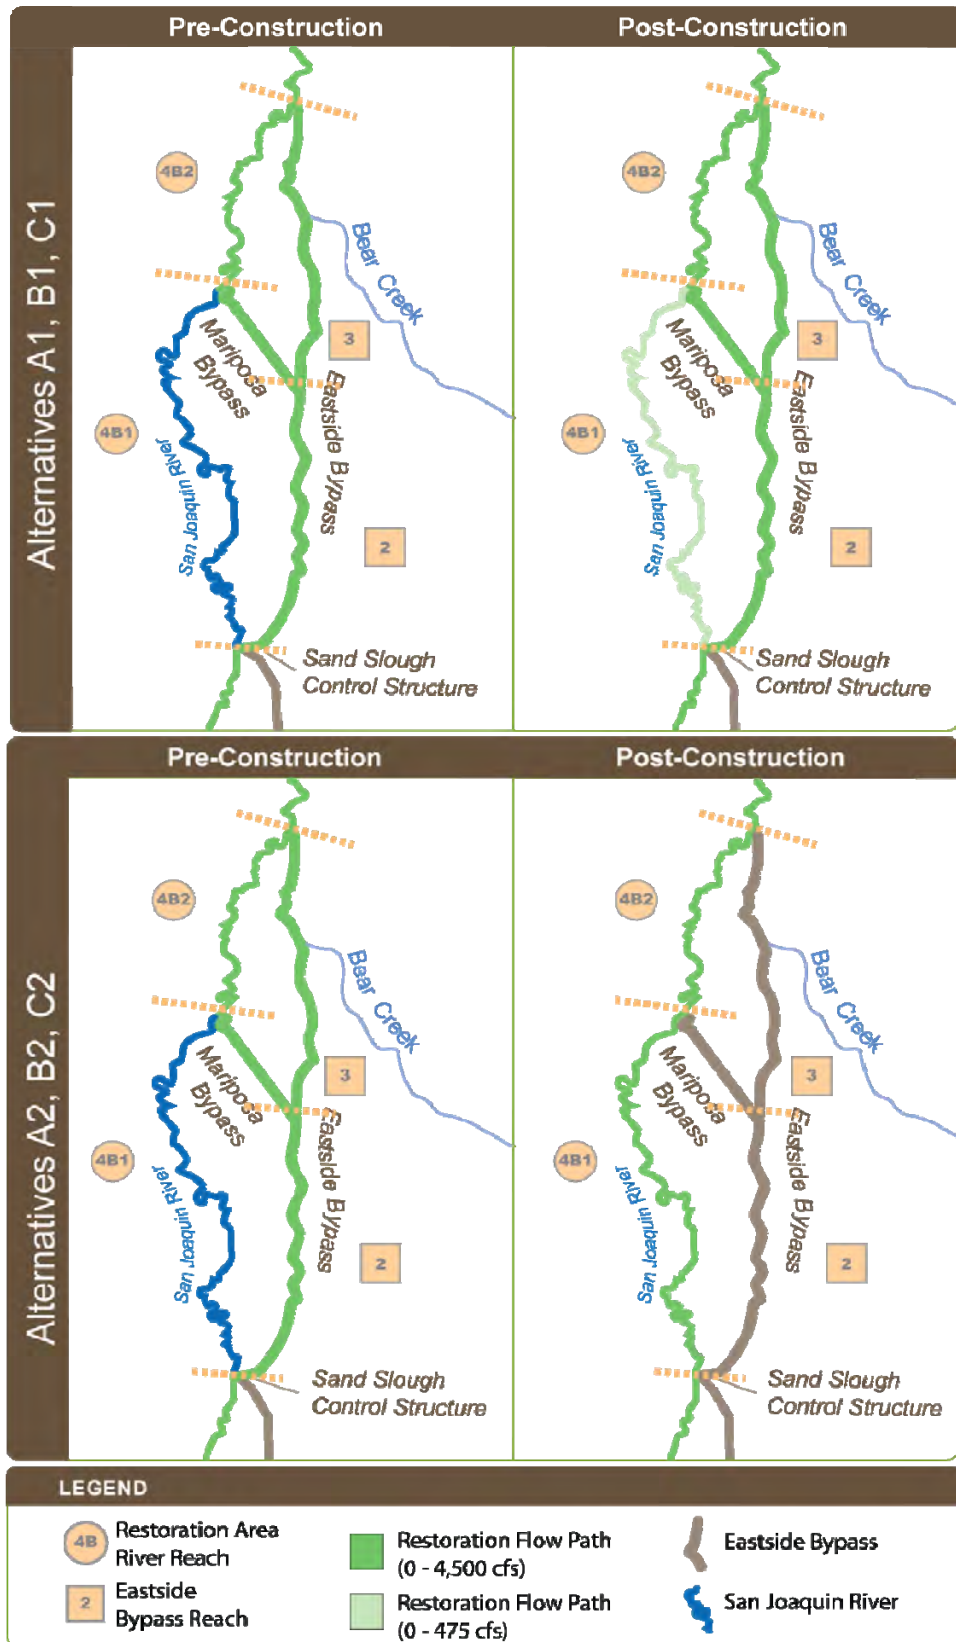 Pre-Construction
Post-Construction
Alternatives A1, B1, C1
4B2
Bear Creek
3
Mariposa
Bypass
Eastside Bypass
4B1
San Joaquin River
2
Sand Slough
Control Structure
4B2
Bear Creek
3
Mariposa
Bypass
Eastside Bypass
4B1
San Joaquin River
2
Sand Slough
Control Structure
Pre-Construction
Post-Construction
Alternatives A2, B2, C2
4B2
Bear Creek
3
Mariposa
Bypass
Eastside Bypass
4B1
San Joaquin River
2
Sand Slough
Control Structure
4B2
Bear Creek
3
Mariposa
Bypass
Eastside Bypass
4B1
San Joaquin River
2
Sand Slough
Control Structure
LEGEND
4B
Restoration Area
River Reach
2
Eastside
Bypass Reach
Restoration Flow Path
(0 - 4,500 cfs)
Restoration Flow Path
(0 - 475 cfs)
Eastside Bypass
San Joaquin River